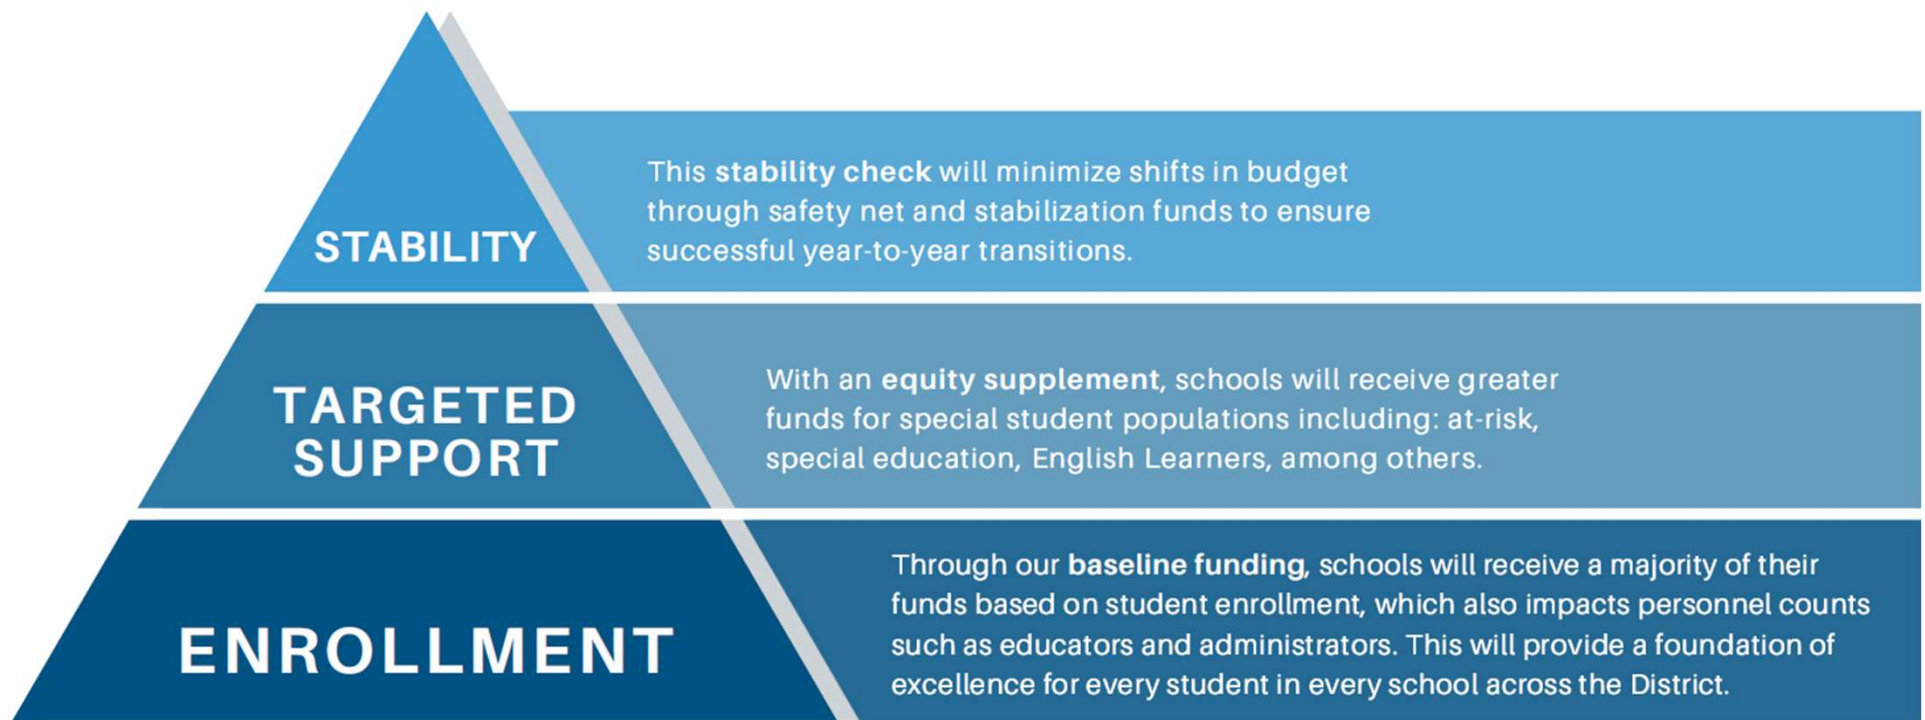 STABILITY
This stability check will minimize shifts in budget
through safety net and stabilization funds to ensure
successful year-to-year transitions.
TARGETED
SUPPORT
With an equity supplement, schools will receive greater
funds for special student populations including: at-risk,
special education, English Learners, among others.
ENROLLMENT
Through our baseline funding, schools will receive a majority of their
funds based on student enrollment, which also impacts personnel counts
such as educators and administrators. This will provide a foundation of
excellence for every student in every school across the District.